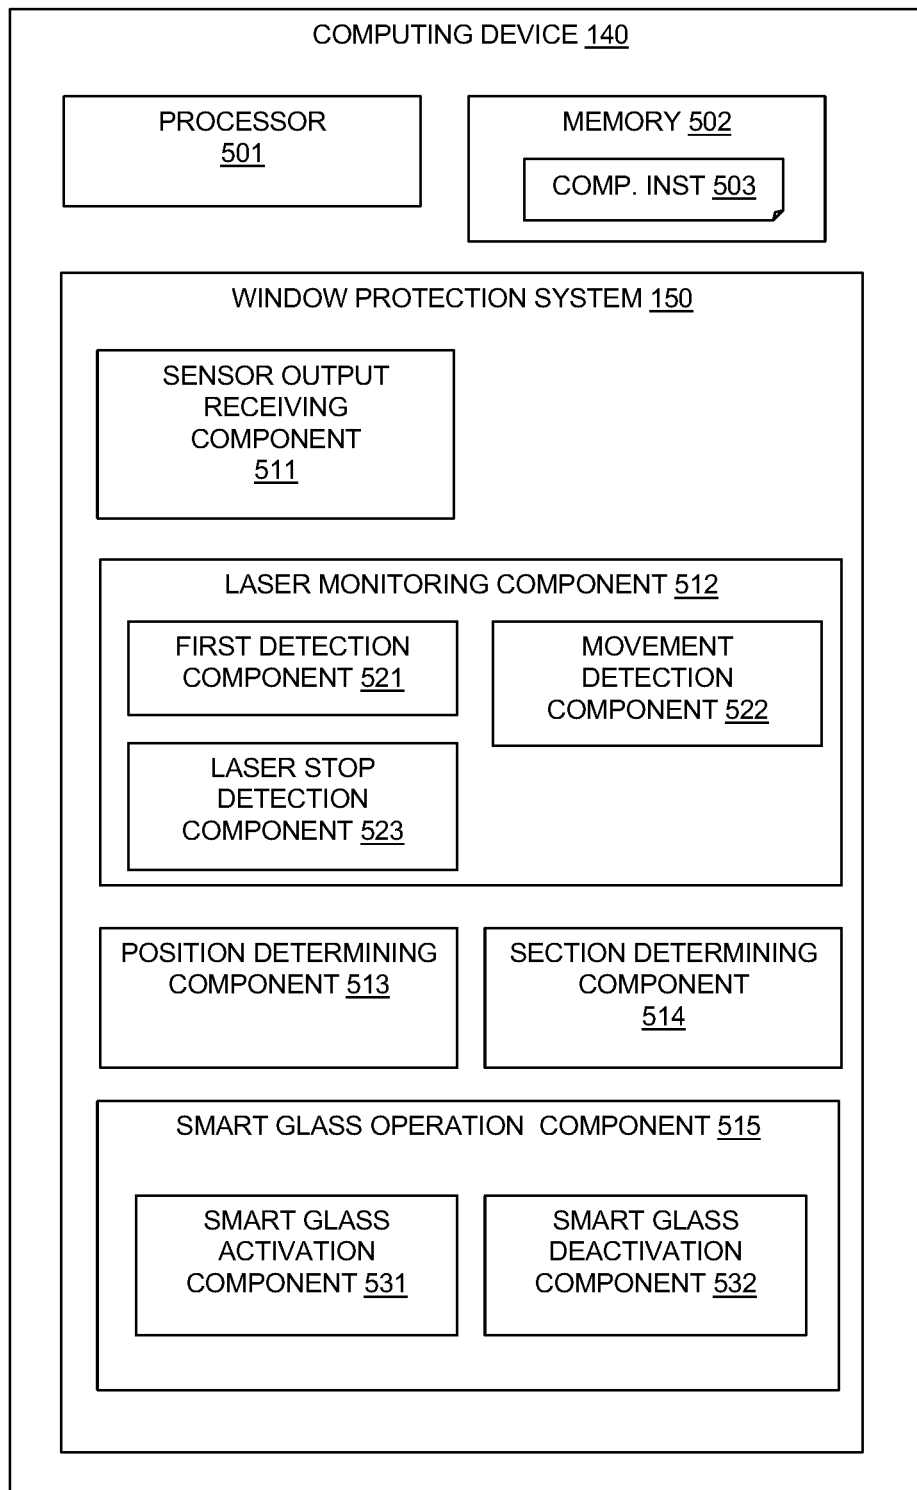 COMPUTING DEVICE 140
PROCESSOR
501
MEMORY 502
COMP. INST 503
WINDOW PROTECTION SYSTEM 150
SENSOR OUTPUT
RECEIVING
COMPONENT
511
LASER MONITORING COMPONENT 512
FIRST DETECTION
COMPONENT 521
MOVEMENT
DETECTION
COMPONENT 522
LASER STOP
DETECTION
COMPONENT 523
POSITION DETERMINING
COMPONENT 513
SECTION DETERMINING
COMPONENT
514
SMART GLASS OPERATION COMPONENT 515
SMART GLASS
ACTIVATION
COMPONENT 531
SMART GLASS
DEACTIVATION
COMPONENT 532